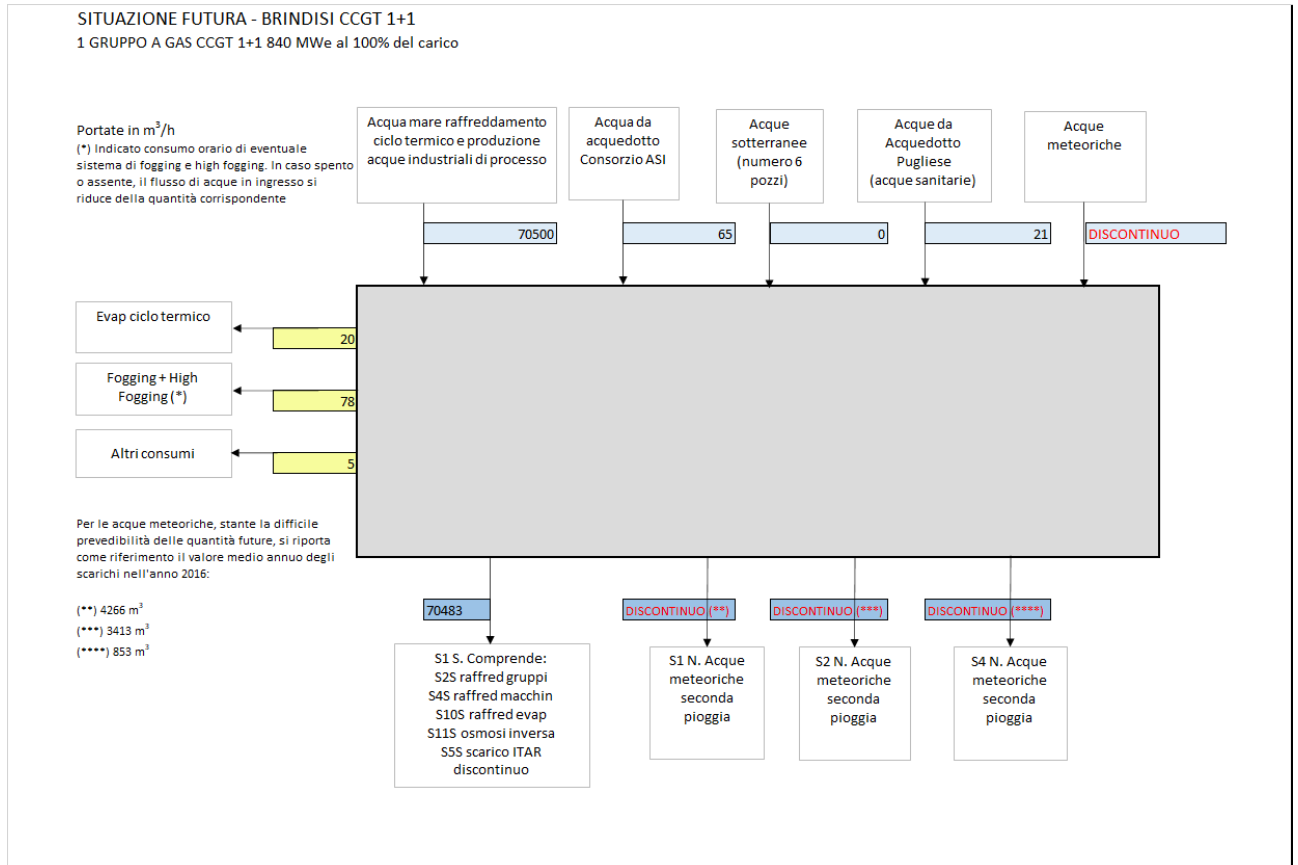 SITUAZIONE FUTURA - BRINDISI CCGT 1+1
1 GRUPPO A GAS CCGT 1+1 840 MWe al 100% del carico
Portate in m³/h
(*) Indicato consumo orario di eventuale
sistema di fogging e high fogging. In caso spento
o assente, il flusso di acque in ingresso si
riduce della quantità corrispondente
Acqua mare raffreddamento
ciclo termico e produzione
acque industriali di processo
Acqua da
acquedotto
Consorzio ASI
Acque
sotterranee
(numero 6
pozzi)
Acque da
Acquedotto
Pugliese
(acque sanitarie)
Acque
meteoriche
70500
65
0
21
DISCONTINUO
Evap ciclo termico
20
Fogging + High
Fogging (*)
78
Altri consumi
5
Per le acque meteoriche, stante la difficile
prevedibilità delle quantità future, si riporta
come riferimento il valore medio annuo degli
scarichi nell'anno 2016:
(**) 4266 m³
(***) 3413 m³
(****) 853 m³
70483
DISCONTINUO (**)
DISCONTINUO (***)
DISCONTINUO (****)
S1 S. Comprende:
S2S raffred gruppi
S4S raffred macchin
S10S raffred evap
S11S osmosi inversa
S5S scarico ITAR
discontinuo
S1 N. Acque
meteoriche
seconda
pioggia
S2 N. Acque
meteoriche
seconda
pioggia
S4 N. Acque
meteoriche
seconda
pioggia